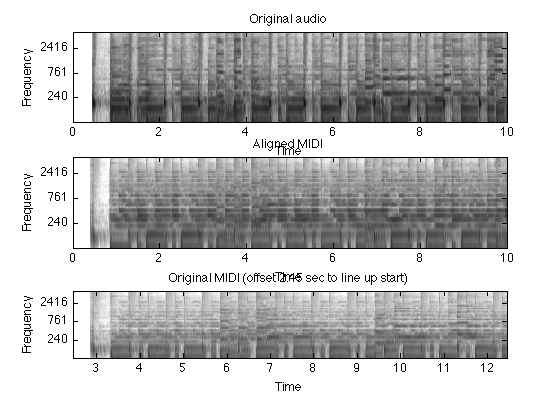 Original audio
Frequency
2416
761
240
0 2 4 6 8 10
Time
Aligned MIDI
Frequency
2416
761
240
0 2 4 6 8 10
Time
Original MIDI (offset 2.45 sec to line up start)
Frequency
2416
761
240
3 4 5 6 7 8 9 10 11 12
Time